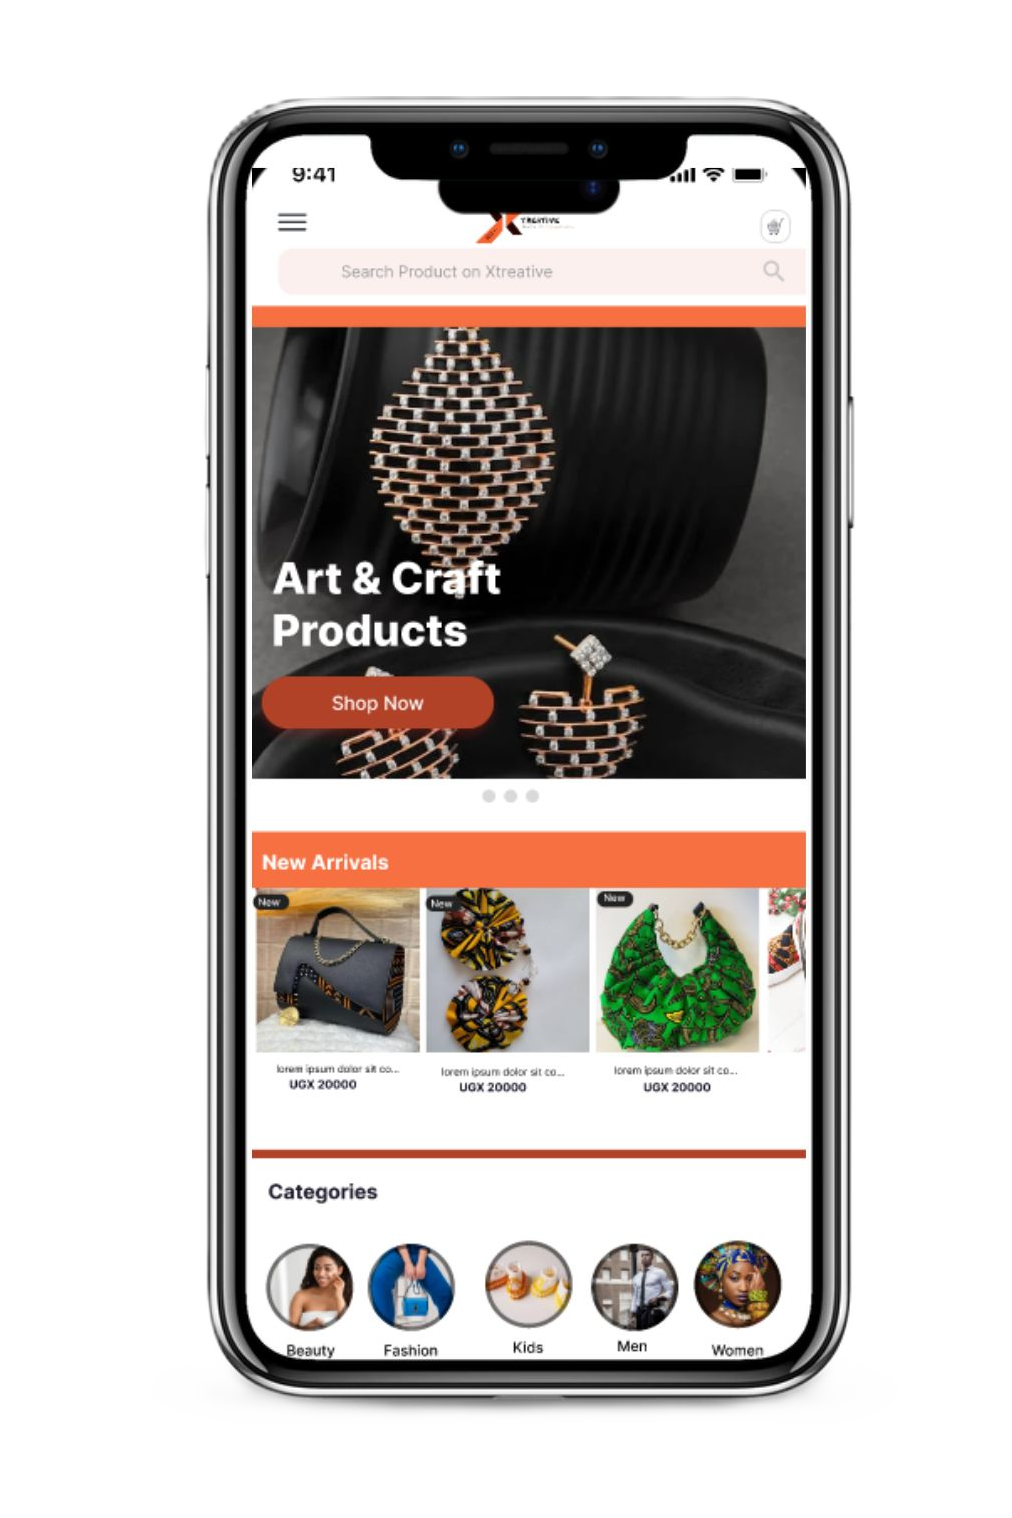 9:41
TREATIVE
Search Product on Xtreative
Art & Craft
Products
Shop Now
New Arrivals
New
New
New
lorem ipsum dolor sit co...
UGX 20000
lorem ipsum dolor sit co...
UGX 20000
lorem ipsum dolor sit co...
UGX 20000
Categories
Beauty
Fashion
Kids
Men
Women